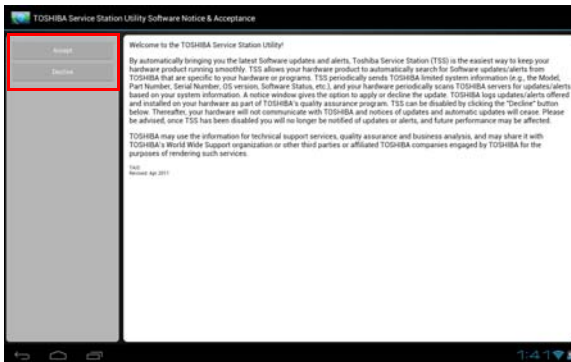 TOSHIBA Service Station Utility Software Notice & Acceptance
Accept
Decline
Welcome to the TOSHIBA Service Station Utility!
By automatically bringing you the latest Software updates and alerts, Toshiba Service Station (TSS) is the easiest way to keep your
hardware product running smoothly. TSS allows your hardware product to automatically search for Software updates/alerts from
TOSHIBA that are specific to your hardware or programs. TSS periodically sends TOSHIBA limited system information (e.g., the Model,
Part Number, Serial Number, OS version, Software Status, etc.), and your hardware periodically scans TOSHIBA servers for updates/alerts
based on your system information. A notice window gives the option to apply or decline the update. TOSHIBA logs updates/alerts offered
and installed on your hardware as part of TOSHIBA's quality assurance program. TSS can be disabled by clicking the "Decline" button
below. Thereafter, your hardware will not communicate with TOSHIBA and notices of updates and automatic updates will cease. Please
be advised, once TSS has been disabled you will no longer be notified of updates or alerts, and future performance may be affected.
TOSHIBA may use the information for technical support services, quality assurance and business analysis, and may share it with
TOSHIBA's World Wide Support organization or other third parties or affiliated TOSHIBA companies engaged by TOSHIBA for the
purposes of rendering such services.
TAIS
Revised: Apr 2011
1:41